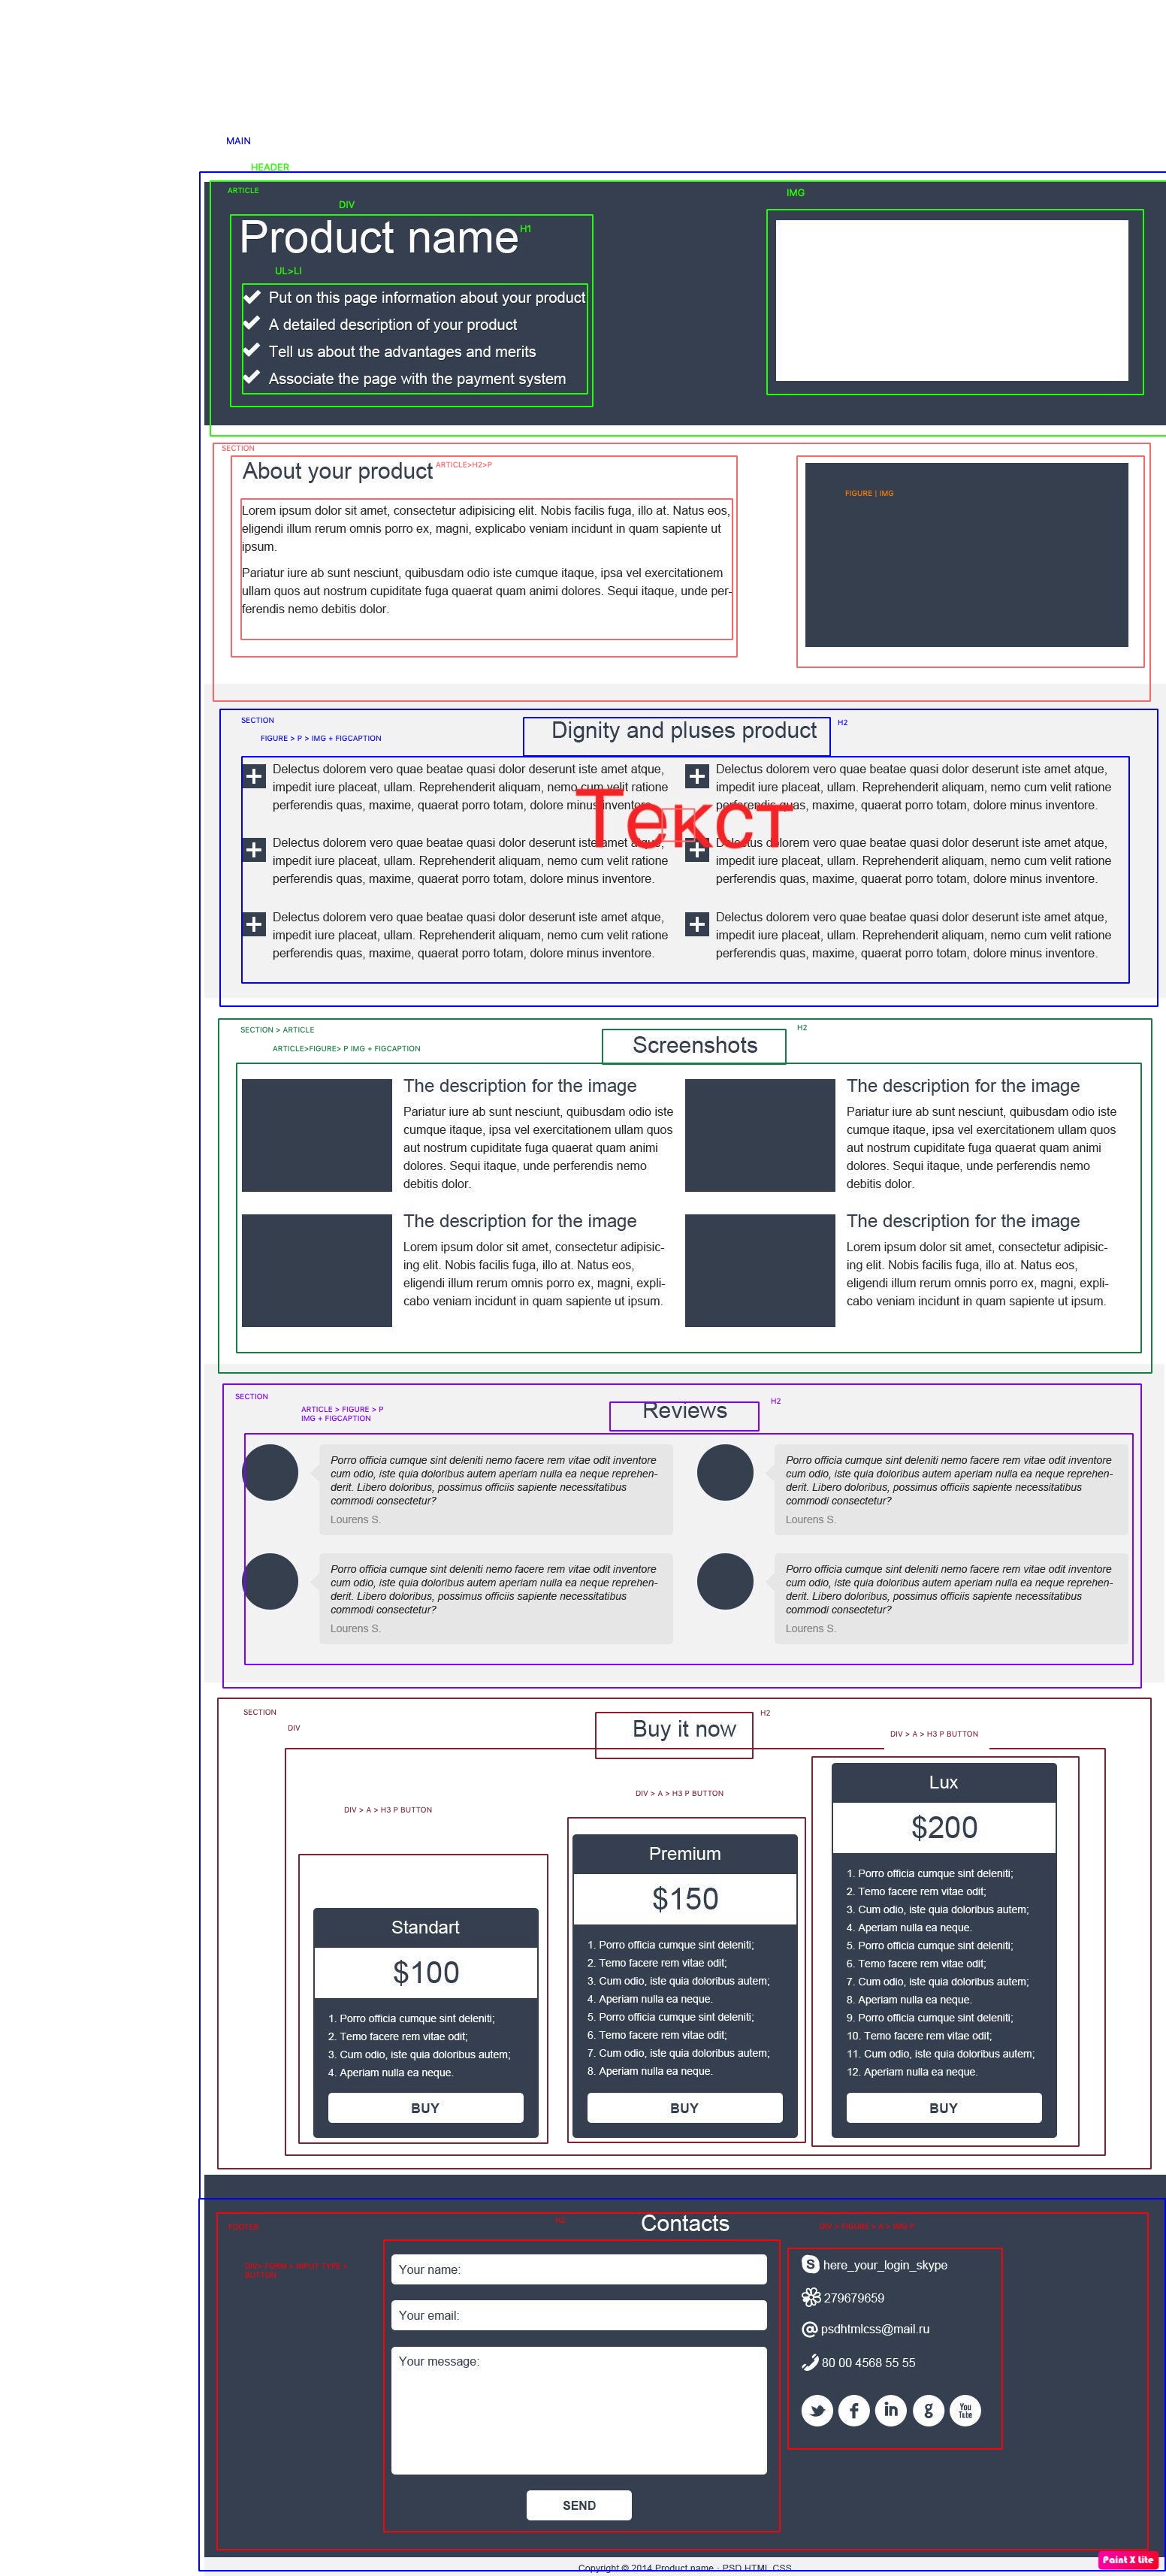 MAIN
HEADER
ARTICLE
IMG
DIV
Product name
H1
UL>LI
Put on this page information about your product
A detailed description of your product
Tell us about the advantages and merits
Associate the page with the payment system
SECTION
About your product
ARTICLE>H2>P
FIGURE | IMG
Lorem ipsum dolor sit amet, consectetur adipisicing elit. Nobis facilis fuga, illo at. Natus eos,
eligendi illum rerum omnis porro ex, magni, explicabo veniam incidunt in quam sapiente ut
ipsum.
Pariatur iure ab sunt nesciunt, quibusdam odio iste cumque itaque, ipsa vel exercitationem
ullam quos aut nostrum cupiditate fuga quaerat quam animi dolores. Sequi itaque, unde per-
ferendis nemo debitis dolor.
SECTION
Dignity and pluses product
H2
FIGURE > P > IMG + FIGCAPTION
Delectus dolorem vero quae beatae quasi dolor deserunt iste amet atque,
impedit iure placeat, ullam. Reprehenderit aliquam, nemo cum velit ratione
perferendis quas, maxime, quaerat porro totam, dolore minus inventore.
Delectus dolorem vero quae beatae quasi dolor deserunt iste amet atque,
impedit iure placeat, ullam. Reprehenderit aliquam, nemo cum velit ratione
perferendis quas, maxime, quaerat porro totam, dolore minus inventore.
Текст
Delectus dolorem vero quae beatae quasi dolor deserunt iste amet atque,
impedit iure placeat, ullam. Reprehenderit aliquam, nemo cum velit ratione
perferendis quas, maxime, quaerat porro totam, dolore minus inventore.
Delectus dolorem vero quae beatae quasi dolor deserunt iste amet atque,
impedit iure placeat, ullam. Reprehenderit aliquam, nemo cum velit ratione
perferendis quas, maxime, quaerat porro totam, dolore minus inventore.
Delectus dolorem vero quae beatae quasi dolor deserunt iste amet atque,
impedit iure placeat, ullam. Reprehenderit aliquam, nemo cum velit ratione
perferendis quas, maxime, quaerat porro totam, dolore minus inventore.
Delectus dolorem vero quae beatae quasi dolor deserunt iste amet atque,
impedit iure placeat, ullam. Reprehenderit aliquam, nemo cum velit ratione
perferendis quas, maxime, quaerat porro totam, dolore minus inventore.
SECTION > ARTICLE
Screenshots
H2
ARTICLE>FIGURE> P IMG + FIGCAPTION
The description for the image
Pariatur iure ab sunt nesciunt, quibusdam odio iste
cumque itaque, ipsa vel exercitationem ullam quos
aut nostrum cupiditate fuga quaerat quam animi
dolores. Sequi itaque, unde perferendis nemo
debitis dolor.
The description for the image
Pariatur iure ab sunt nesciunt, quibusdam odio iste
cumque itaque, ipsa vel exercitationem ullam quos
aut nostrum cupiditate fuga quaerat quam animi
dolores. Sequi itaque, unde perferendis nemo
debitis dolor.
The description for the image
Lorem ipsum dolor sit amet, consectetur adipisic-
ing elit. Nobis facilis fuga, illo at. Natus eos,
eligendi illum rerum omnis porro ex, magni, expli-
cabo veniam incidunt in quam sapiente ut ipsum.
The description for the image
Lorem ipsum dolor sit amet, consectetur adipisic-
ing elit. Nobis facilis fuga, illo at. Natus eos,
eligendi illum rerum omnis porro ex, magni, expli-
cabo veniam incidunt in quam sapiente ut ipsum.
SECTION
ARTICLE > FIGURE > P
IMG + FIGCAPTION
Reviews
H2
Porro officia cumque sint deleniti nemo facere rem vitae odit inventore
cum odio, iste quia doloribus autem aperiam nulla ea neque reprehen-
derit. Libero doloribus, possimus officiis sapiente necessitatibus
commodi consectetur?
Lourens S.
Porro officia cumque sint deleniti nemo facere rem vitae odit inventore
cum odio, iste quia doloribus autem aperiam nulla ea neque reprehen-
derit. Libero doloribus, possimus officiis sapiente necessitatibus
commodi consectetur?
Lourens S.
Porro officia cumque sint deleniti nemo facere rem vitae odit inventore
cum odio, iste quia doloribus autem aperiam nulla ea neque reprehen-
derit. Libero doloribus, possimus officiis sapiente necessitatibus
commodi consectetur?
Lourens S.
Porro officia cumque sint deleniti nemo facere rem vitae odit inventore
cum odio, iste quia doloribus autem aperiam nulla ea neque reprehen-
derit. Libero doloribus, possimus officiis sapiente necessitatibus
commodi consectetur?
Lourens S.
SECTION
DIV
Buy it now
H2
DIV > A > H3 P BUTTON
Standart
$100
1. Porro officia cumque sint deleniti;
2. Temo facere rem vitae odit;
3. Cum odio, iste quia doloribus autem;
4. Aperiam nulla ea neque.
BUY
DIV > A > H3 P BUTTON
Premium
$150
1. Porro officia cumque sint deleniti;
2. Temo facere rem vitae odit;
3. Cum odio, iste quia doloribus autem;
4. Aperiam nulla ea neque.
5. Porro officia cumque sint deleniti;
6. Temo facere rem vitae odit;
7. Cum odio, iste quia doloribus autem;
8. Aperiam nulla ea neque.
BUY
DIV > A > H3 P BUTTON
Lux
$200
1. Porro officia cumque sint deleniti;
2. Temo facere rem vitae odit;
3. Cum odio, iste quia doloribus autem;
4. Aperiam nulla ea neque.
5. Porro officia cumque sint deleniti;
6. Temo facere rem vitae odit;
7. Cum odio, iste quia doloribus autem;
8. Aperiam nulla ea neque.
9. Porro officia cumque sint deleniti;
10. Temo facere rem vitae odit;
11. Cum odio, iste quia doloribus autem;
12. Aperiam nulla ea neque.
BUY
FOOTER
H2
Contacts
DIV > FORM > INPUT TYPE +
BUTTON
Your name:
Your email:
Your message:
SEND
here_your_login_skype
279679659
psdhtmlcss@mail.ru
80 00 4568 55 55
in
g
You
Tube
Copyright © 2014 Product name · PSD HTML CSS
Paint X Lite